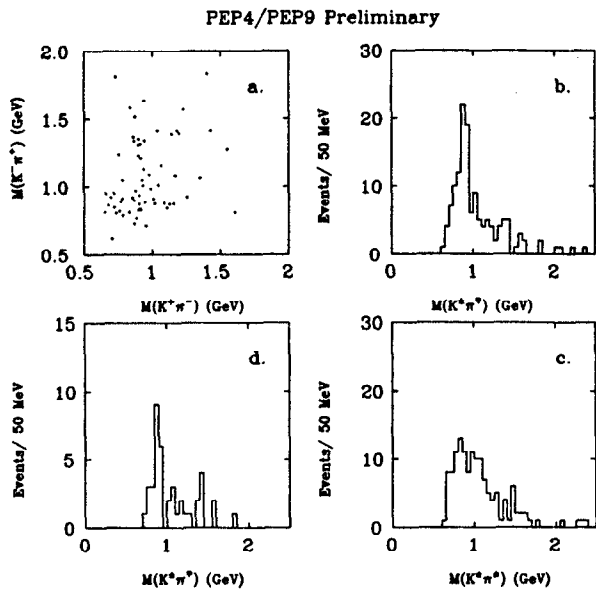 PEP4/PEP9 Preliminary
2.0
1.5
1.0
0.5
M(K⁻π⁺) (GeV)
a.
0.5
1
1.5
2
M(K⁺π⁻) (GeV)
30
20
10
0
Events/ 50 MeV
b.
0
1
2
M(K±π∓) (GeV)
15
10
5
0
Events/ 50 MeV
d.
0
1
2
M(K±π∓) (GeV)
30
20
10
0
Events/ 50 MeV
c.
0
1
2
M(K±π±) (GeV)